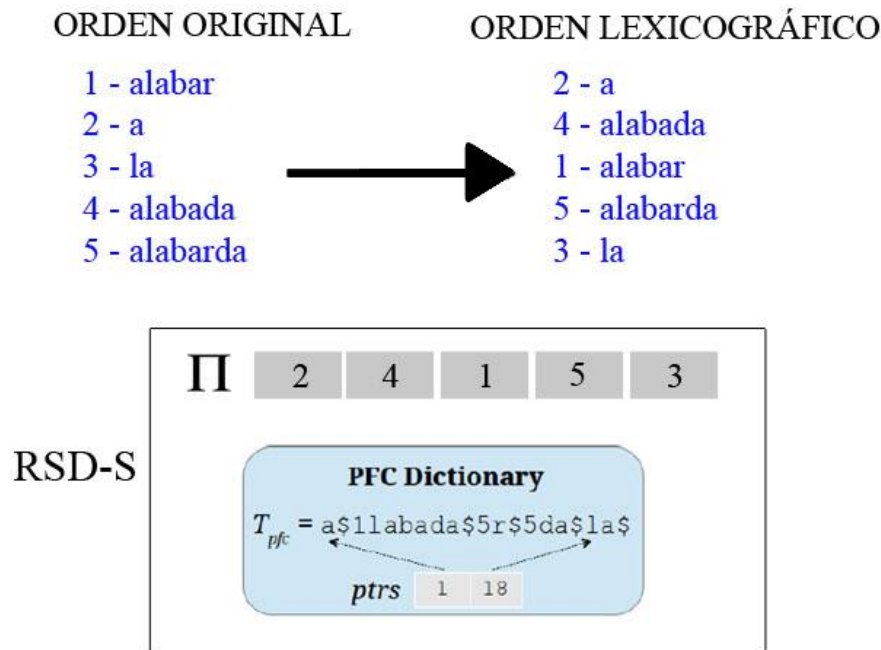 ORDEN ORIGINAL
1 - alabar
2 - a
3 - la
4 - alabada
5 - alabarda
ORDEN LEXICOGRÁFICO
2 - a
4 - alabada
1 - alabar
5 - alabarda
3 - la
RSD-S
Π 2 4 1 5 3
PFC Dictionary
Tpfc = a$1labada$5r$5da$la$
ptrs 1 18